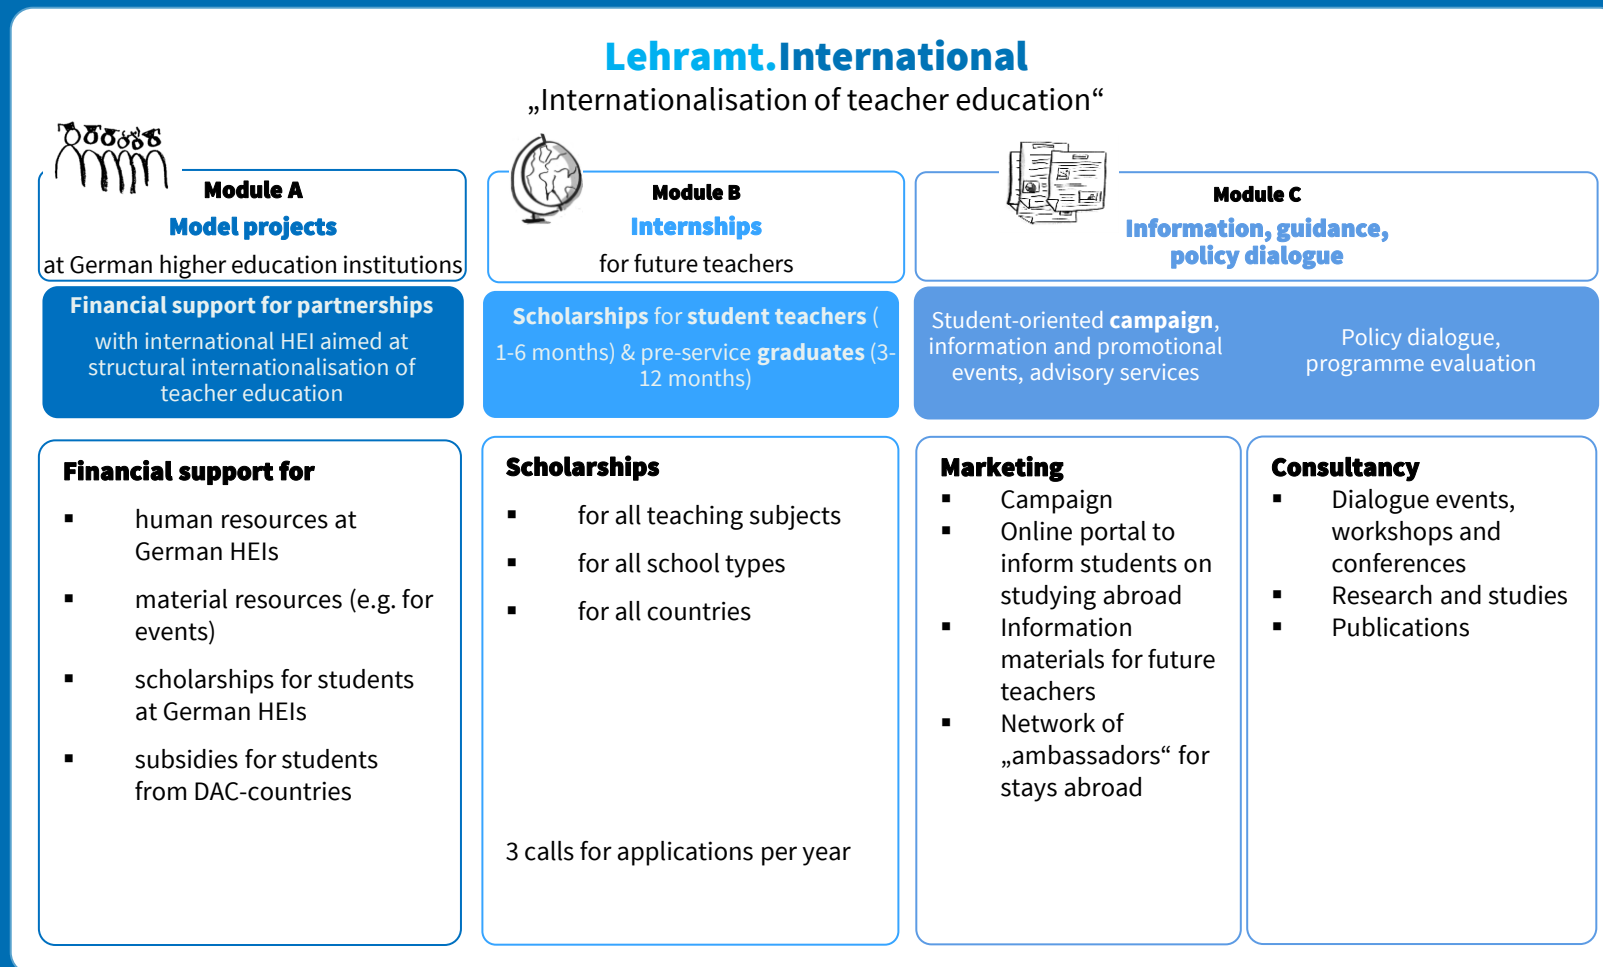 Lehramt.International
„Internationalisation of teacher education“
Module A
Model projects
at German higher education institutions
Financial support for partnerships
with international HEI aimed at
structural internationalisation of
teacher education
Financial support for
▪ human resources at
German HEIs
▪ material resources (e.g. for
events)
▪ scholarships for students
at German HEIs
▪ subsidies for students
from DAC-countries
Module B
Internships
for future teachers
Scholarships for student teachers (
1-6 months) & pre-service graduates (3-
12 months)
Scholarships
▪ for all teaching subjects
▪ for all school types
▪ for all countries
3 calls for applications per year
Module C
Information, guidance,
policy dialogue
Student-oriented campaign,
information and promotional
events, advisory services
Policy dialogue,
programme evaluation
Marketing
▪ Campaign
▪ Online portal to
inform students on
studying abroad
▪ Information
materials for future
teachers
▪ Network of
„ambassadors“ for
stays abroad
Consultancy
▪ Dialogue events,
workshops and
conferences
▪ Research and studies
▪ Publications